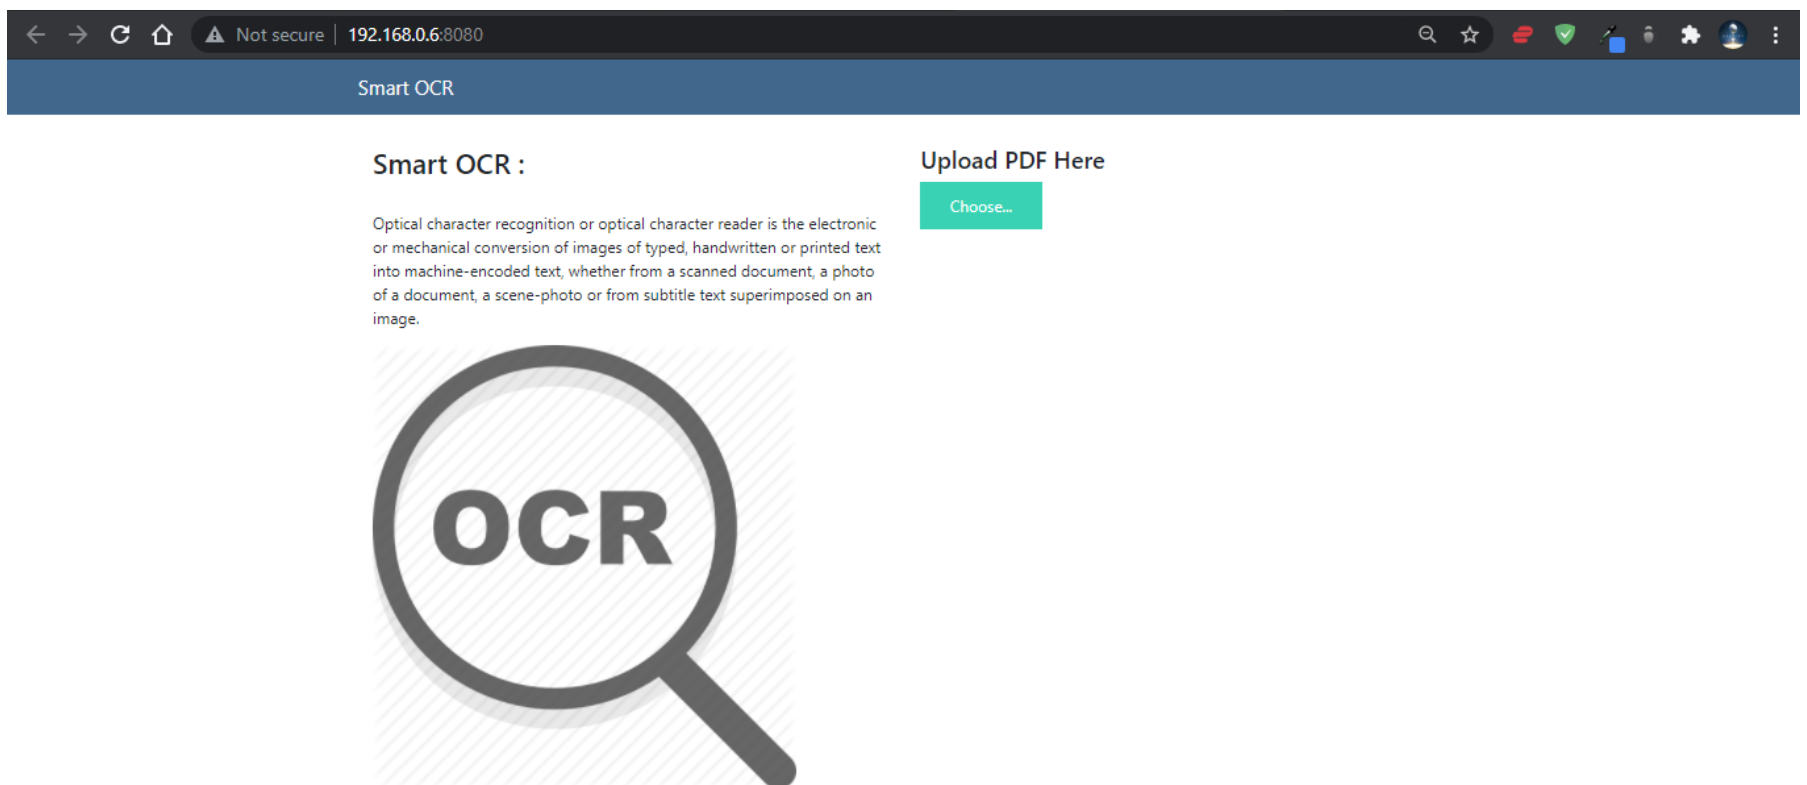 Not secure | 192.168.0.6:8080
Smart OCR
Smart OCR :
Optical character recognition or optical character reader is the electronic
or mechanical conversion of images of typed, handwritten or printed text
into machine-encoded text, whether from a scanned document, a photo
of a document, a scene-photo or from subtitle text superimposed on an
image.
OCR
Upload PDF Here
Choose...